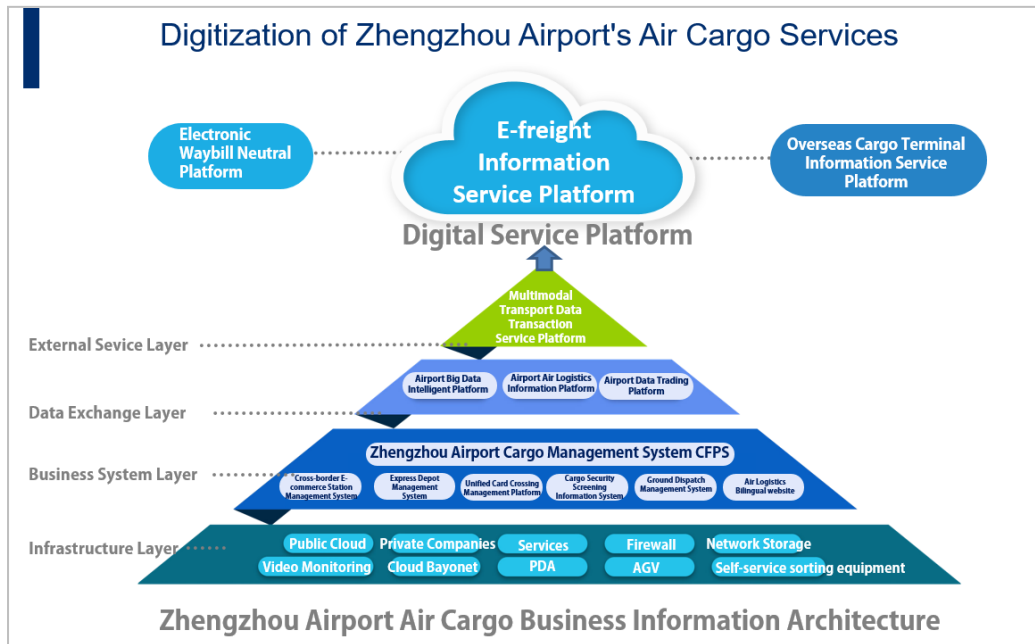 Digitization of Zhengzhou Airport's Air Cargo Services
Electronic
Waybill Neutral
Platform
E-freight
Information
Service Platform
Overseas Cargo Terminal
Information Service
Platform
Digital Service Platform
Multimodal
Transport Data
Transaction
Service Platform
External Sevice Layer
Airport Big Data
Intelligent Platform
Airport Air Logistics
Information Platform
Airport Data Trading
Platform
Data Exchange Layer
Zhengzhou Airport Cargo Management System CFPS
Business System Layer
"Cross-border E-
commerce Station
Management System
Express Depot
Management
System
Unified Card Crossing
Management Platform
Cargo Security
Screening
Information System
Ground Dispatch
Management System
Air Logistics
Bilingual website
Infrastructure Layer
Public Cloud
Private Companies
Services
Firewall
Network Storage
Video Monitoring
Cloud Bayonet
PDA
AGV
Self-service sorting equipment
Zhengzhou Airport Air Cargo Business Information Architecture